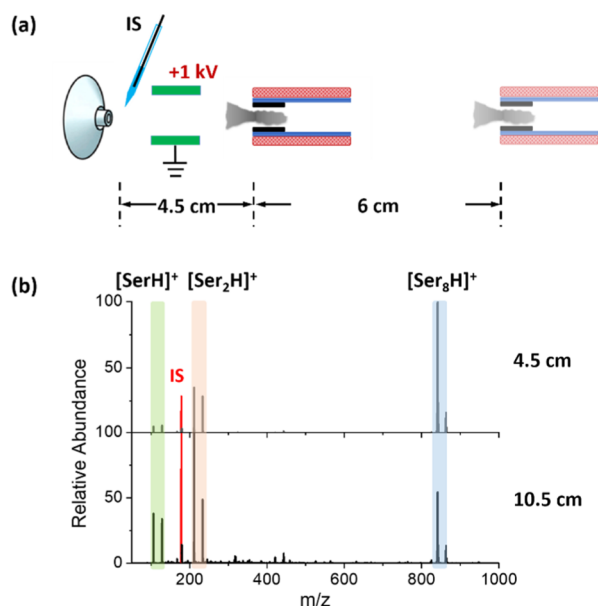 (a)
IS
+1 kV
4.5 cm
6 cm
(b)
[SerH]⁺ [Ser₂H]⁺ [Ser₈H]⁺
100
50
100
50
0
IS
4.5 cm
10.5 cm
Relative Abundance
200 400 600 800 1000
m/z